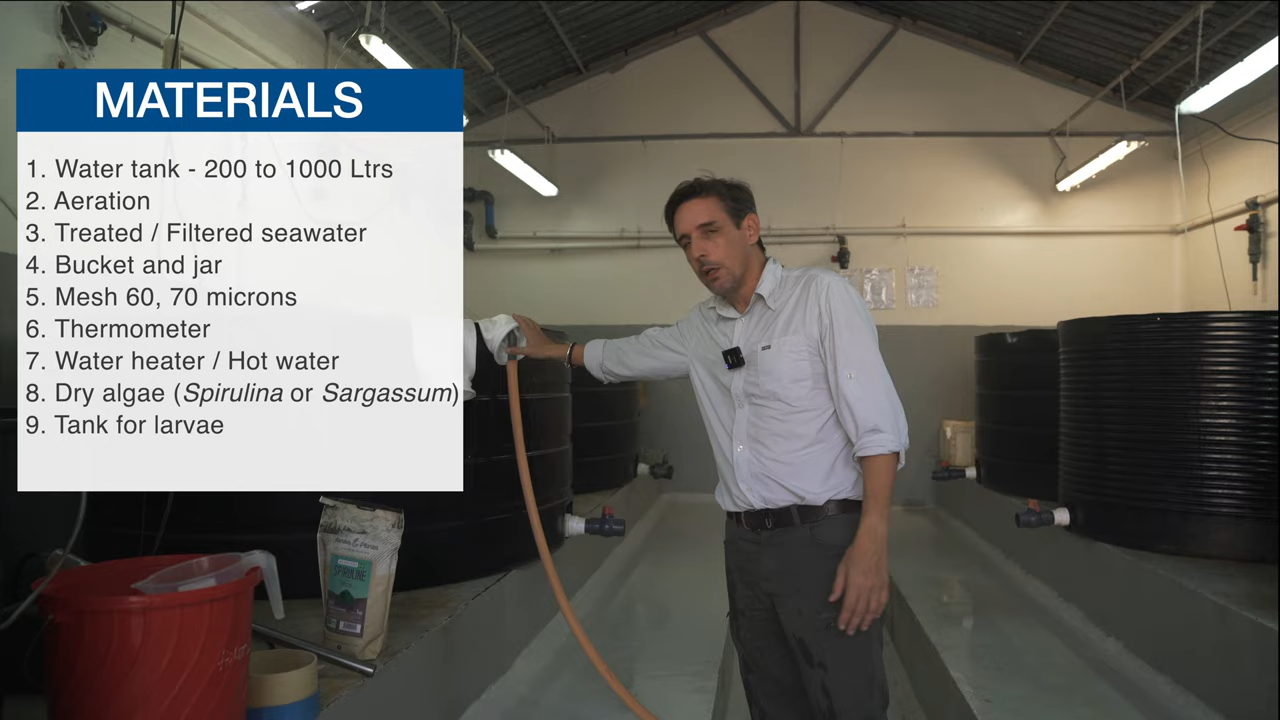 MATERIALS
1. Water tank - 200 to 1000 Ltrs
2. Aeration
3. Treated / Filtered seawater
4. Bucket and jar
5. Mesh 60, 70 microns
6. Thermometer
7. Water heater / Hot water
8. Dry algae (Spirulina or Sargassum)
9. Tank for larvae
SPIRULINE